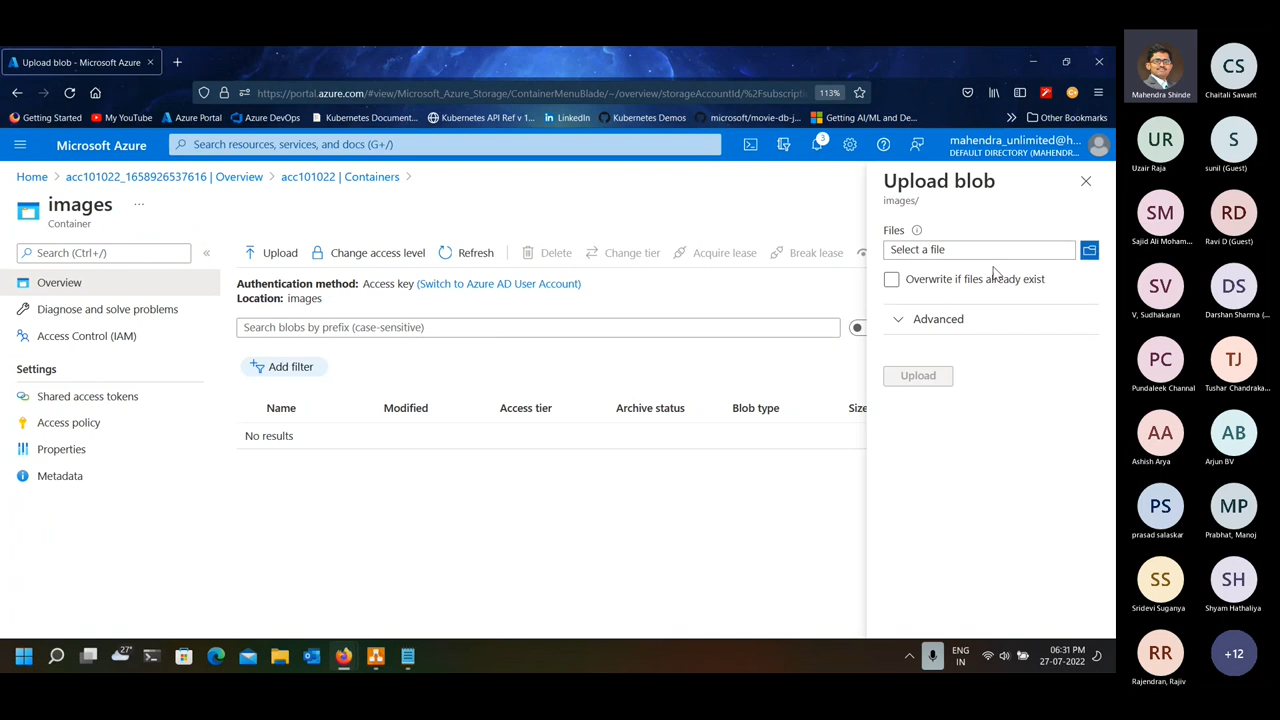 Upload blob - Microsoft Azure
https://portal.azure.com/#view/Microsoft_Azure_Storage/ContainerMenuBlade/~/overview/storageAccountId/%2Fsubscripti
113%
Getting Started
My YouTube
Azure Portal
Azure DevOps
Kubernetes Document...
Kubernetes API Ref v 1...
LinkedIn
Kubernetes Demos
microsoft/movie-db-j...
Getting AI/ML and De...
Other Bookmarks
Microsoft Azure
Search resources, services, and docs (G+/)
3
mahendra_unlimited@h...
DEFAULT DIRECTORY (MAHENDR...
Home > acc101022_1658926537616 | Overview > acc101022 | Containers >
images ...
Container
Search (Ctrl+/)
«
Overview
Diagnose and solve problems
Access Control (IAM)
Settings
Shared access tokens
Access policy
Properties
Metadata
Upload
Change access level
Refresh
Delete
Change tier
Acquire lease
Break lease
Authentication method: Access key (Switch to Azure AD User Account)
Location: images
Search blobs by prefix (case-sensitive)
Add filter
Name
Modified
Access tier
Archive status
Blob type
Size
No results
Upload blob
images/
Files
Select a file
Overwrite if files already exist
Advanced
Upload
27°
ENG
IN
06:31 PM
27-07-2022
Mahendra Shinde
CS
Chaitali Sawant
UR
Uzair Raja
S
sunil (Guest)
SM
Sajid Ali Moham...
RD
Ravi D (Guest)
SV
V, Sudhakaran
DS
Darshan Sharma (...
PC
Pundaleek Channal
TJ
Tushar Chandraka...
AA
Ashish Arya
AB
Arjun BV
PS
prasad salaskar
MP
Prabhat, Manoj
SS
Sridevi Suganya
SH
Shyam Hathaliya
RR
Rajendran, Rajiv
+12